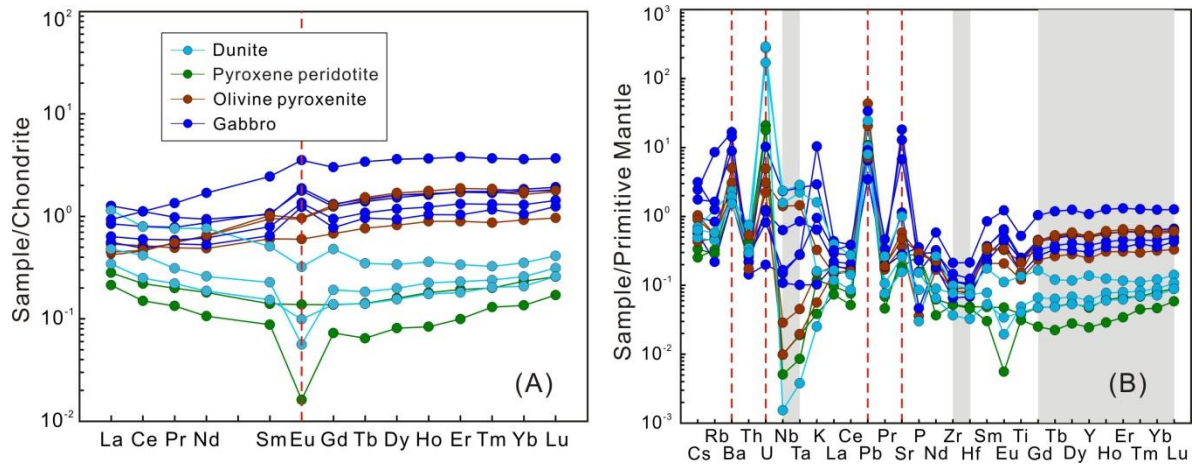 10²
10¹
10⁰
10⁻¹
10⁻²
Sample/Chondrite
Dunite
Pyroxene peridotite
Olivine pyroxenite
Gabbro
(A)
La Ce Pr Nd Sm Eu Gd Tb Dy Ho Er Tm Yb Lu
10³
10²
10¹
10⁰
10⁻¹
10⁻²
10⁻³
Sample/Primitive Mantle
(B)
Rb Th Nb K Ce Pr P Zr Sm Ti Tb Y Er Yb
Cs Ba U Ta La Pb Sr Nd Hf Eu Gd Dy Ho Tm Lu